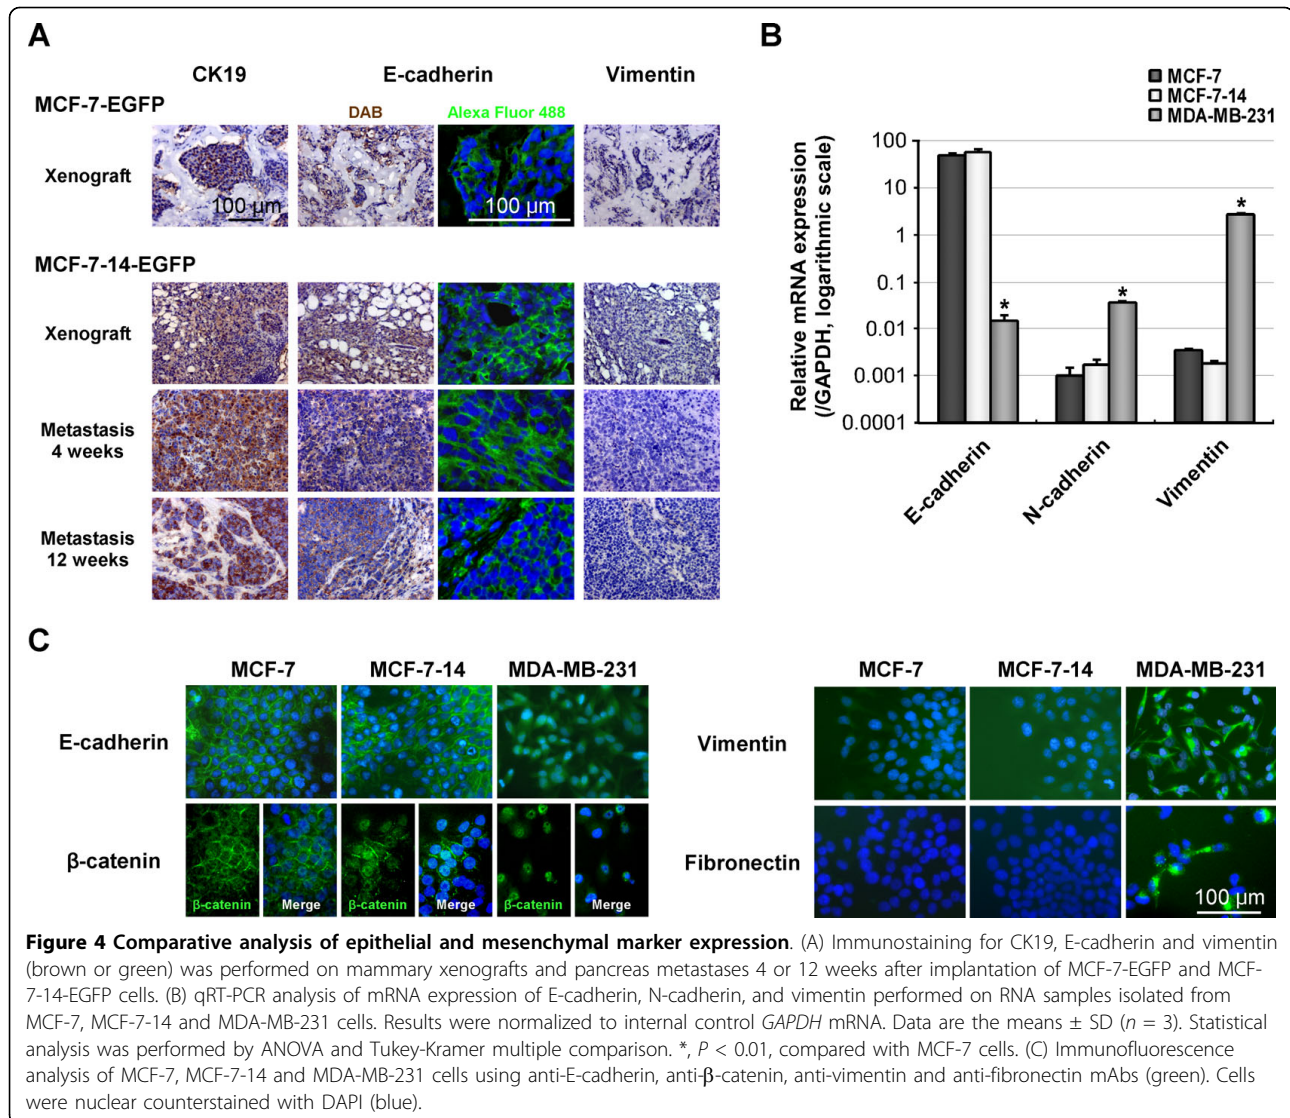 A
CK19 E-cadherin Vimentin
MCF-7-EGFP
DAB Alexa Fluor 488
Xenograft
100 µm
100 µm
MCF-7-14-EGFP
Xenograft
Metastasis
4 weeks
Metastasis
12 weeks
B
MCF-7
MCF-7-14
MDA-MB-231
Relative mRNA expression
(/GAPDH, logarithmic scale)
100
10
1
0.1
0.01
0.001
0.0001
*
*
*
E-cadherin
N-cadherin
Vimentin
C
MCF-7 MCF-7-14 MDA-MB-231
E-cadherin
β-catenin
β-catenin Merge β-catenin Merge β-catenin Merge
MCF-7 MCF-7-14 MDA-MB-231
Vimentin
Fibronectin
100 µm
Figure 4 Comparative analysis of epithelial and mesenchymal marker expression. (A) Immunostaining for CK19, E-cadherin and vimentin
(brown or green) was performed on mammary xenografts and pancreas metastases 4 or 12 weeks after implantation of MCF-7-EGFP and MCF-
7-14-EGFP cells. (B) qRT-PCR analysis of mRNA expression of E-cadherin, N-cadherin, and vimentin performed on RNA samples isolated from
MCF-7, MCF-7-14 and MDA-MB-231 cells. Results were normalized to internal control GAPDH mRNA. Data are the means ± SD (n = 3). Statistical
analysis was performed by ANOVA and Tukey-Kramer multiple comparison. *, P < 0.01, compared with MCF-7 cells. (C) Immunofluorescence
analysis of MCF-7, MCF-7-14 and MDA-MB-231 cells using anti-E-cadherin, anti-β-catenin, anti-vimentin and anti-fibronectin mAbs (green). Cells
were nuclear counterstained with DAPI (blue).